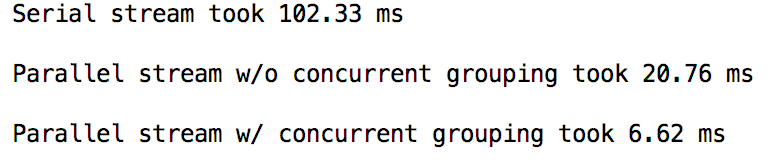 Serial stream took 102.33 ms
Parallel stream w/o concurrent grouping took 20.76 ms
Parallel stream w/ concurrent grouping took 6.62 ms